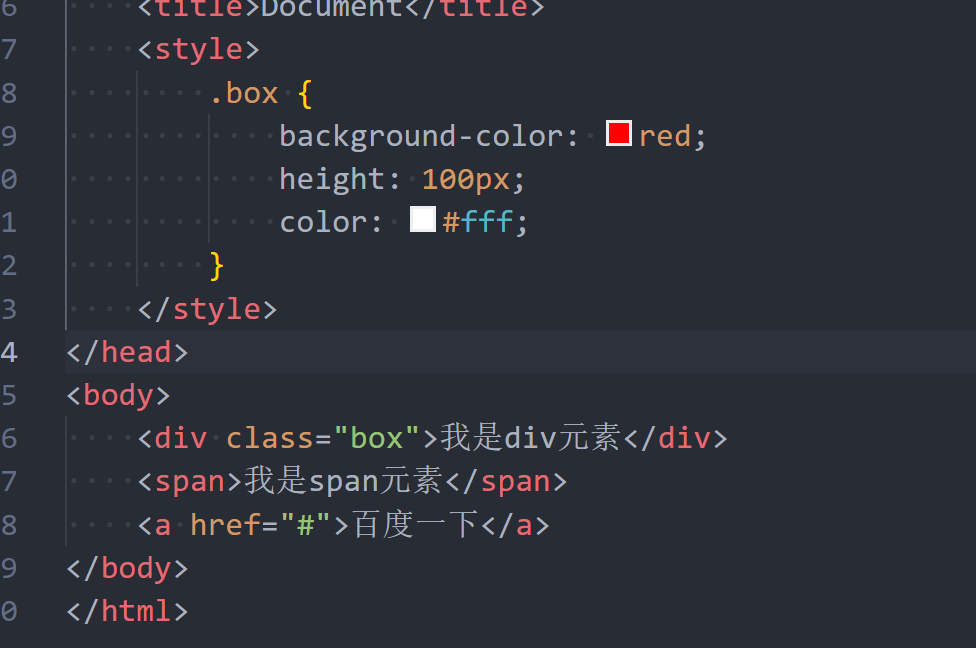 6 <title>Document</title>
7 <style>
8 .box {
9 background-color: red;
0 height: 100px;
1 color: #fff;
2 }
3 </style>
4 </head>
5 <body>
6 <div class="box">我是div元素</div>
7 <span>我是span元素</span>
8 <a href="#">百度一下</a>
9 </body>
0 </html>